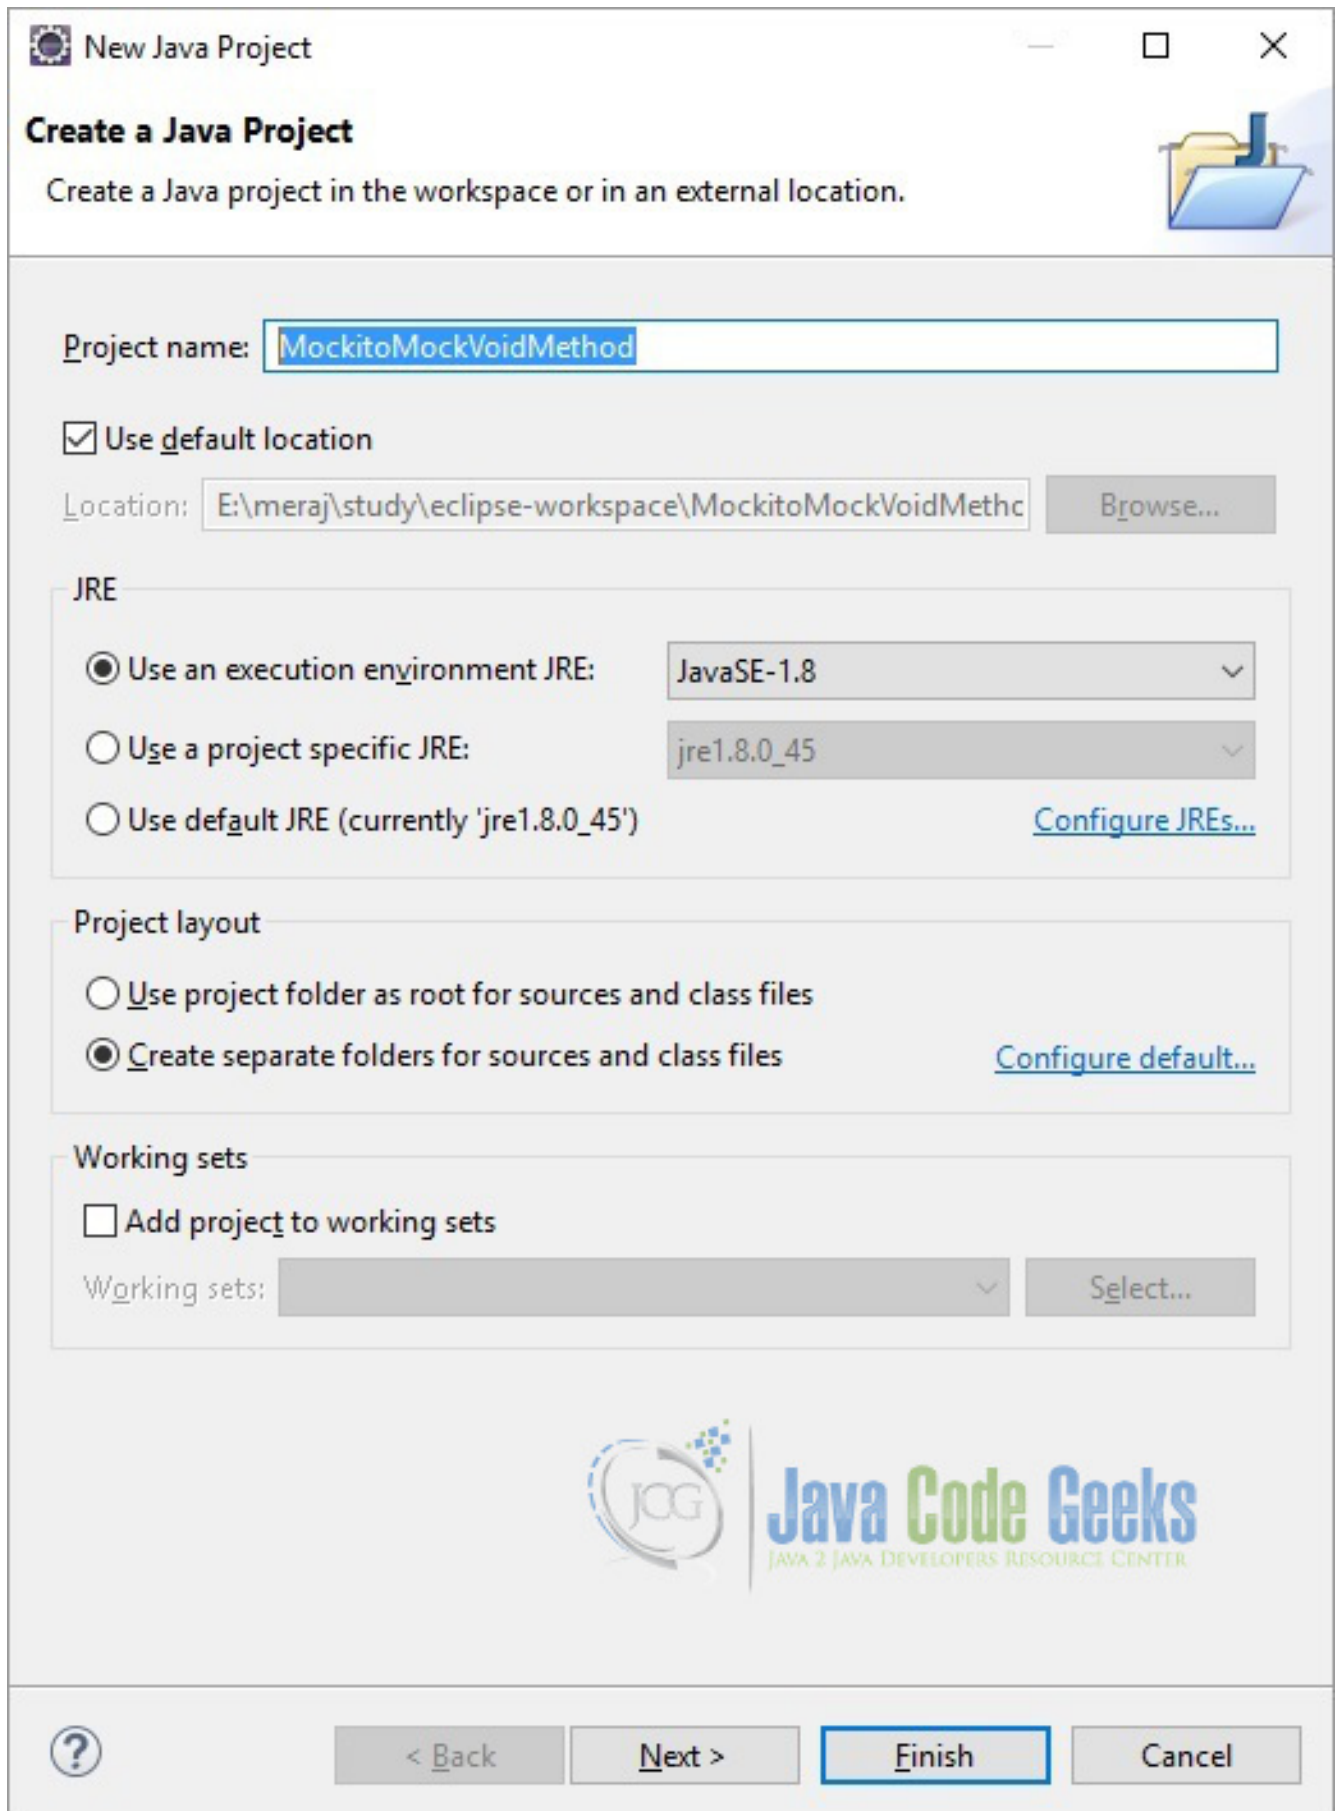 New Java Project
Create a Java Project
Create a Java project in the workspace or in an external location.
Project name: MockitoMockVoidMethod
Use default location
Location: E:\meraj\study\eclipse-workspace\MockitoMockVoidMethc Browse...
JRE
Use an execution environment JRE: JavaSE-1.8
Use a project specific JRE: jre1.8.0_45
Use default JRE (currently 'jre1.8.0_45') Configure JREs...
Project layout
Use project folder as root for sources and class files
Create separate folders for sources and class files Configure default...
Working sets
Add project to working sets
Working sets: Select...
JCG Java Code Geeks
JAVA 2 JAVA DEVELOPERS RESOURCE CENTER
? < Back Next > Finish Cancel